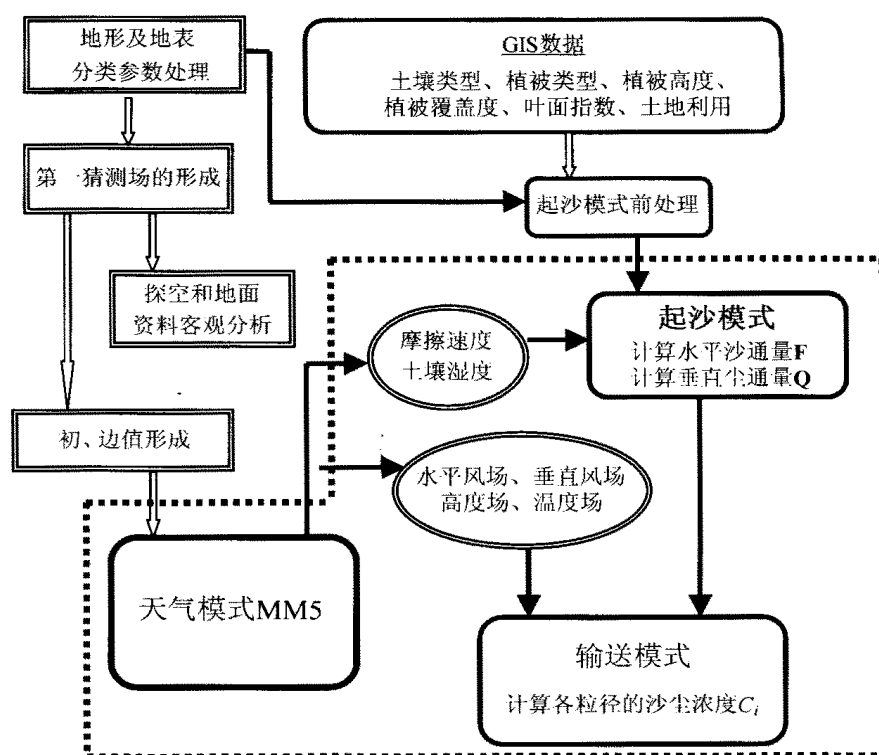 地形及地表
分类参数处理
GIS数据
土壤类型、植被类型、植被高度、
植被覆盖度、叶面指数、土地利用
第一猜测场的形成
起沙模式前处理
探空和地面
资料客观分析
摩擦速度
土壤湿度
起沙模式
计算水平沙通量F
计算垂直尘通量Q
初、边值形成
水平风场、垂直风场
高度场、温度场
天气模式MM5
输送模式
计算各粒径的沙尘浓度Ci